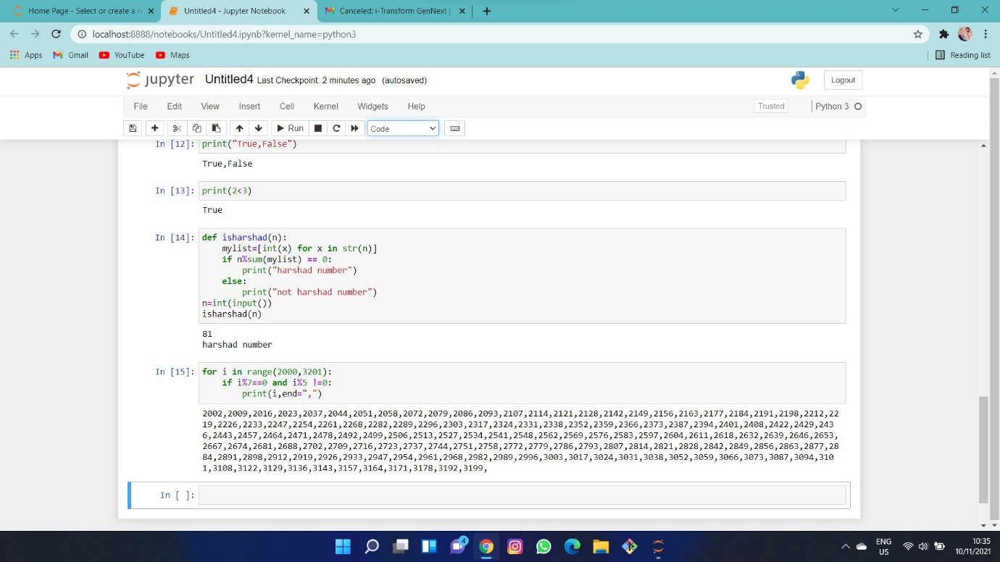 Home Page - Select or create a n
Untitled4 - Jupyter Notebook
Canceled: i-Transform GenNext |
localhost:8888/notebooks/Untitled4.ipynb?kernel_name=python3
Apps Gmail YouTube Maps Reading list
jupyter Untitled4 Last Checkpoint: 2 minutes ago (autosaved) Logout
File Edit View Insert Cell Kernel Widgets Help Trusted Python 3
Run Code
In [12]: print("True,False")
True,False
In [13]: print(2<3)
True
In [14]: def isharshad(n):
mylist=[int(x) for x in str(n)]
if n%sum(mylist) == 0:
print("harshad number")
else:
print("not harshad number")
n=int(input())
isharshad(n)
81
harshad number
In [15]: for i in range(2000,3201):
if i%7==0 and i%5 !=0:
print(i,end=",")
2002,2009,2016,2023,2037,2044,2051,2058,2072,2079,2086,2093,2107,2114,2121,2128,2142,2149,2156,2163,2177,2184,2191,2198,2212,22
19,2226,2233,2247,2254,2261,2268,2282,2289,2296,2303,2317,2324,2331,2338,2352,2359,2366,2373,2387,2394,2401,2408,2422,2429,243
6,2443,2457,2464,2471,2478,2492,2499,2506,2513,2527,2534,2541,2548,2562,2569,2576,2583,2597,2604,2611,2618,2632,2639,2646,2653,
2667,2674,2681,2688,2702,2709,2716,2723,2737,2744,2751,2758,2772,2779,2786,2793,2807,2814,2821,2828,2842,2849,2856,2863,2877,28
84,2891,2898,2912,2919,2926,2933,2947,2954,2961,2968,2982,2989,2996,3003,3017,3024,3031,3038,3052,3059,3066,3073,3087,3094,310
1,3108,3122,3129,3136,3143,3157,3164,3171,3178,3192,3199,
In [ ]:
4
ENG
US
10:35
10/11/2021